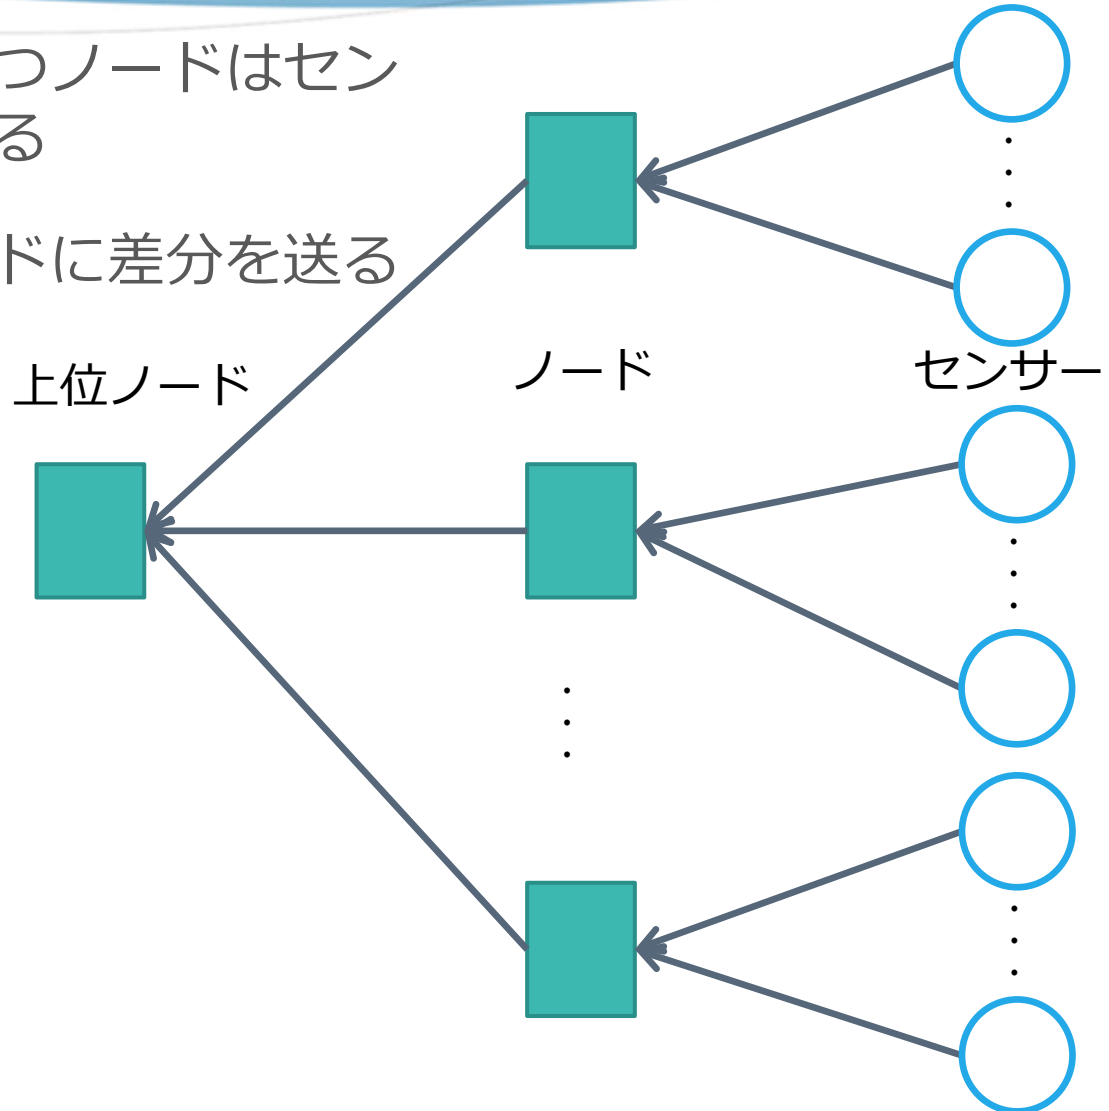 つノードはセン
る
ドに差分を送る
上位ノード
ノード
センサー